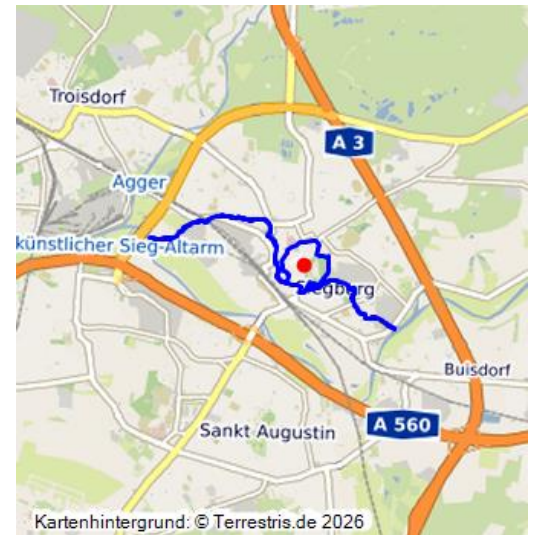 Troisdorf
A 3
Agger
künstlicher Sieg-Altarm
Siegburg
Buisdorf
A 560
Sankt Augustin
Kartenhintergrund: © Terrestris.de 2026